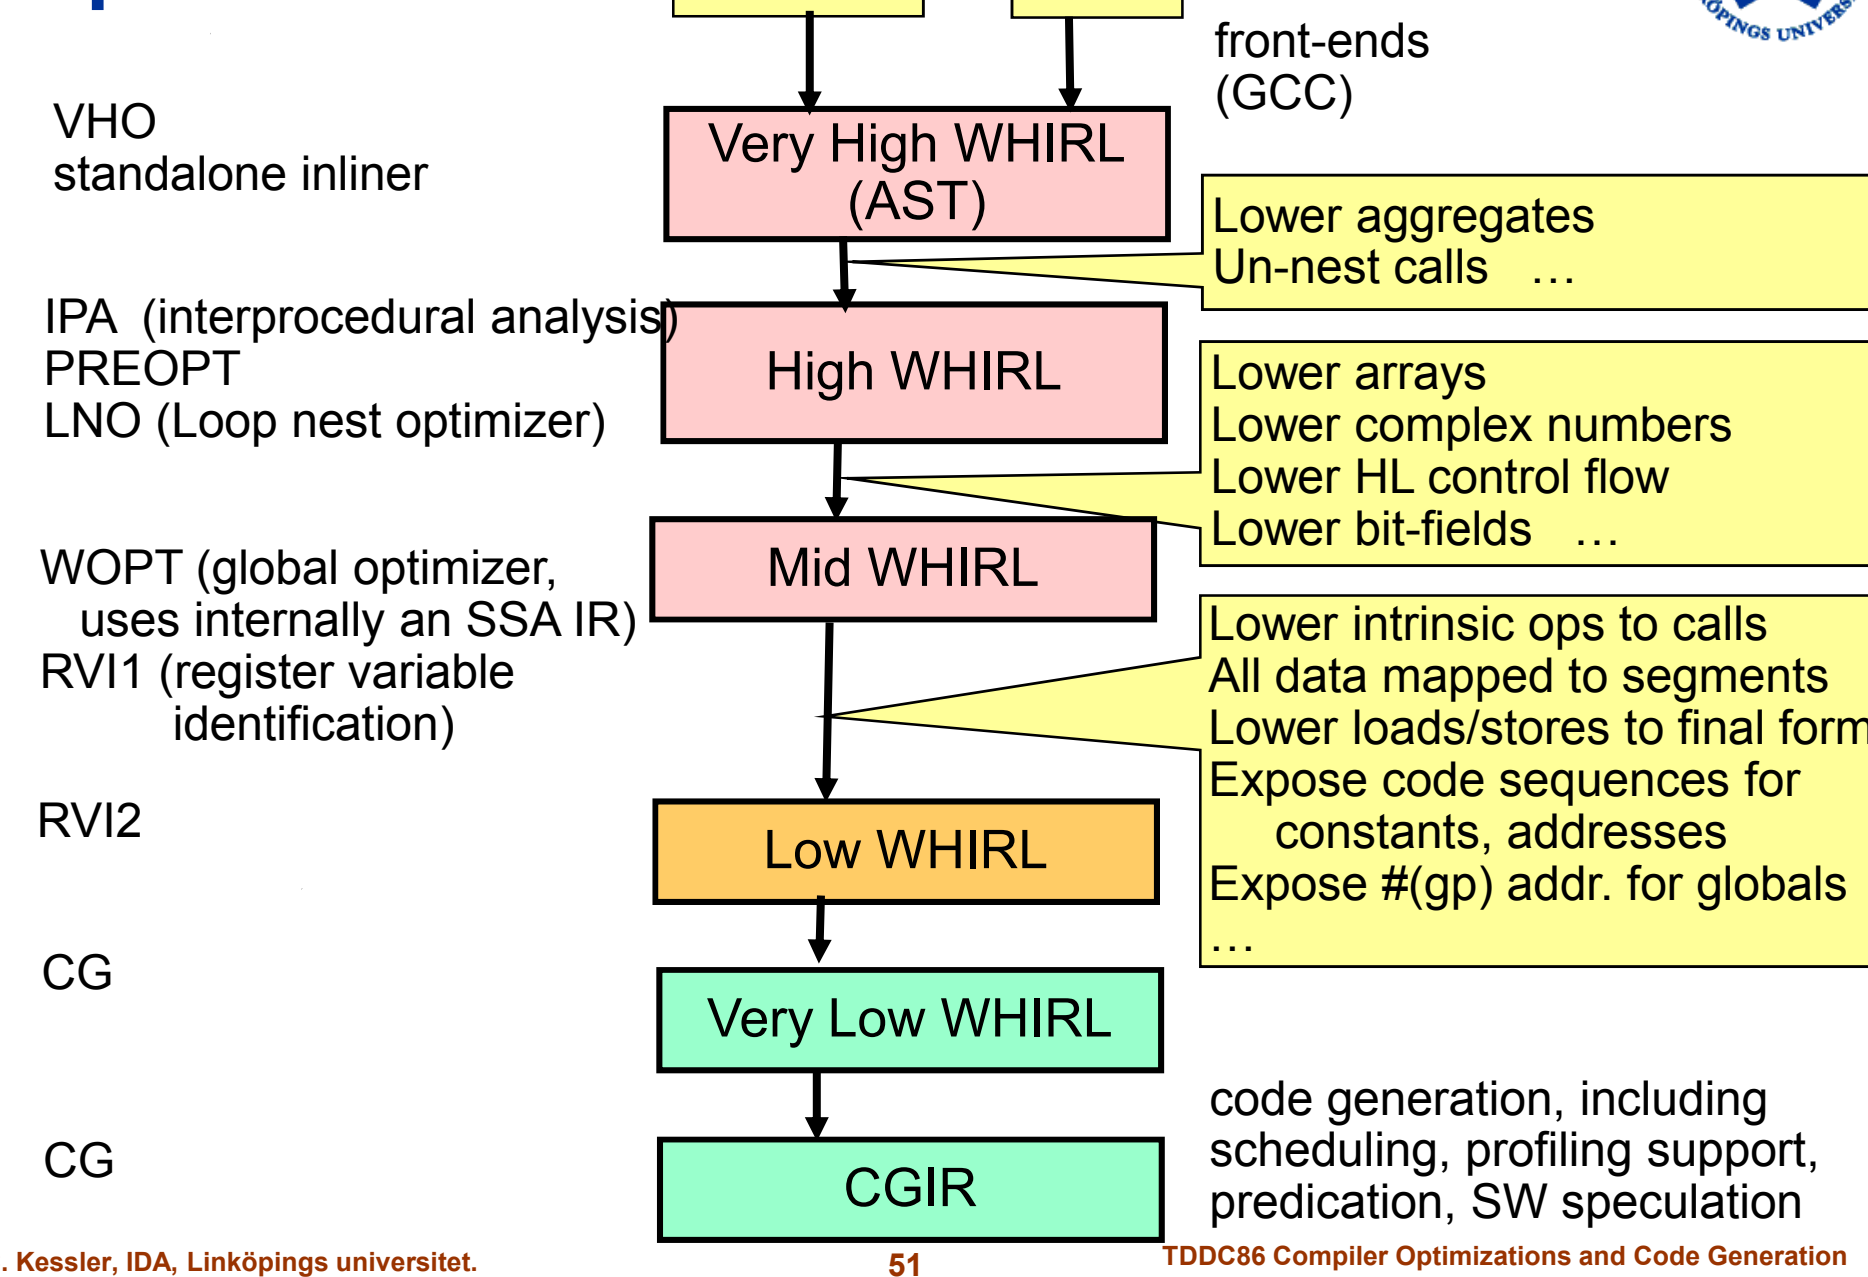 front-ends
(GCC)
VHO
standalone inliner
Very High WHIRL
(AST)
Lower aggregates
Un-nest calls …
IPA (interprocedural analysis)
PREOPT
LNO (Loop nest optimizer)
High WHIRL
Lower arrays
Lower complex numbers
Lower HL control flow
Lower bit-fields …
WOPT (global optimizer,
uses internally an SSA IR)
RVI1 (register variable
identification)
Mid WHIRL
Lower intrinsic ops to calls
All data mapped to segments
Lower loads/stores to final form
Expose code sequences for
constants, addresses
Expose #(gp) addr. for globals
…
RVI2
Low WHIRL
CG
Very Low WHIRL
CG
CGIR
code generation, including
scheduling, profiling support,
predication, SW speculation
. Kessler, IDA, Linköpings universitet.
51
TDDC86 Compiler Optimizations and Code Generation